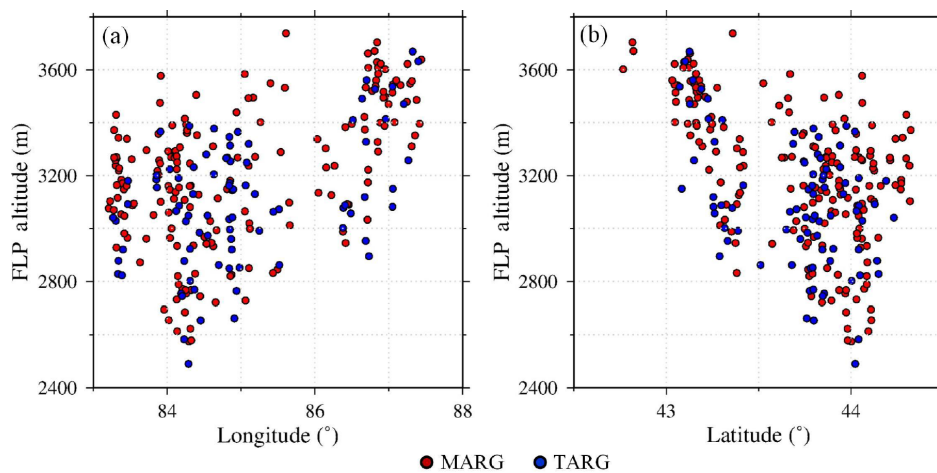 (a)
(b)
FLP altitude (m)
3600
3200
2800
2400
84
86
88
Longitude (°)
FLP altitude (m)
3600
3200
2800
2400
43
44
Latitude (°)
MARG
TARG